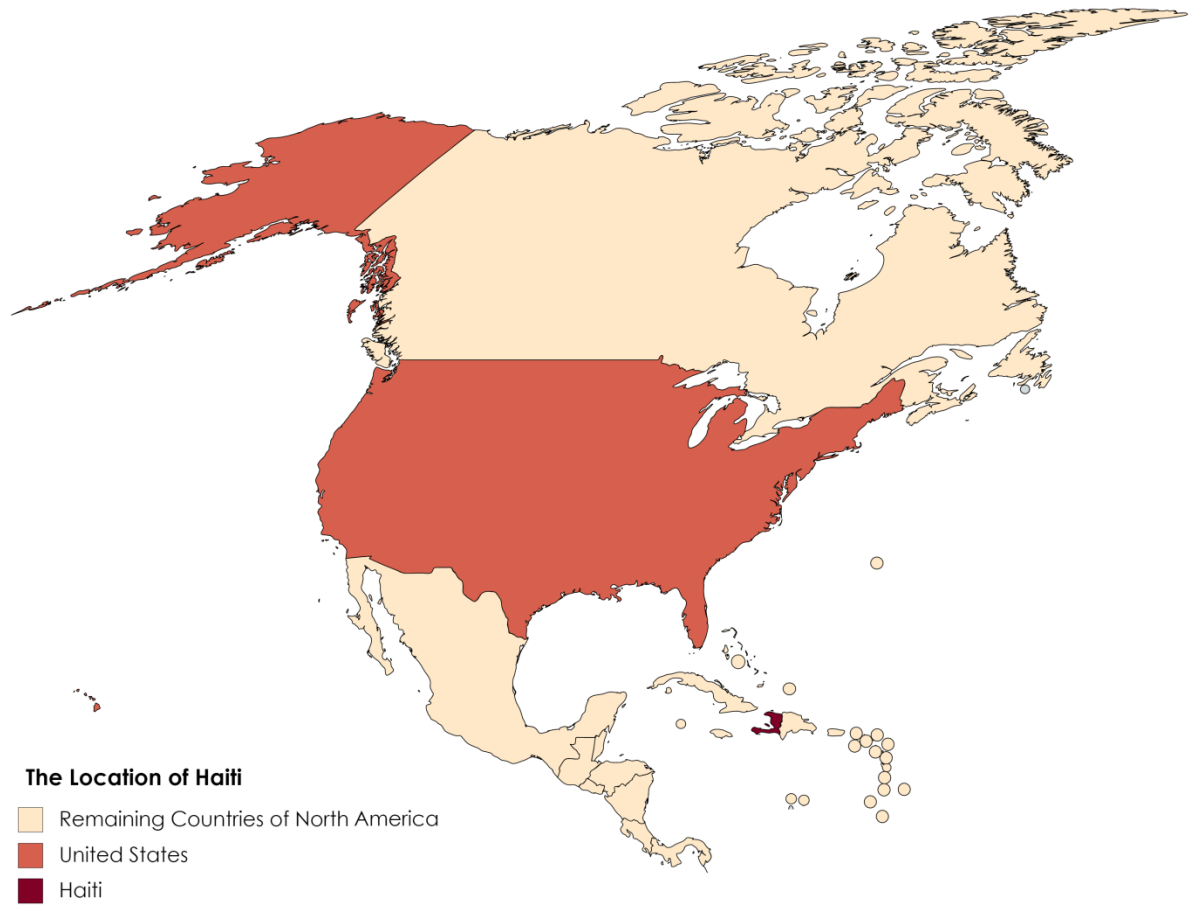 The Location of Haiti
Remaining Countries of North America
United States
Haiti